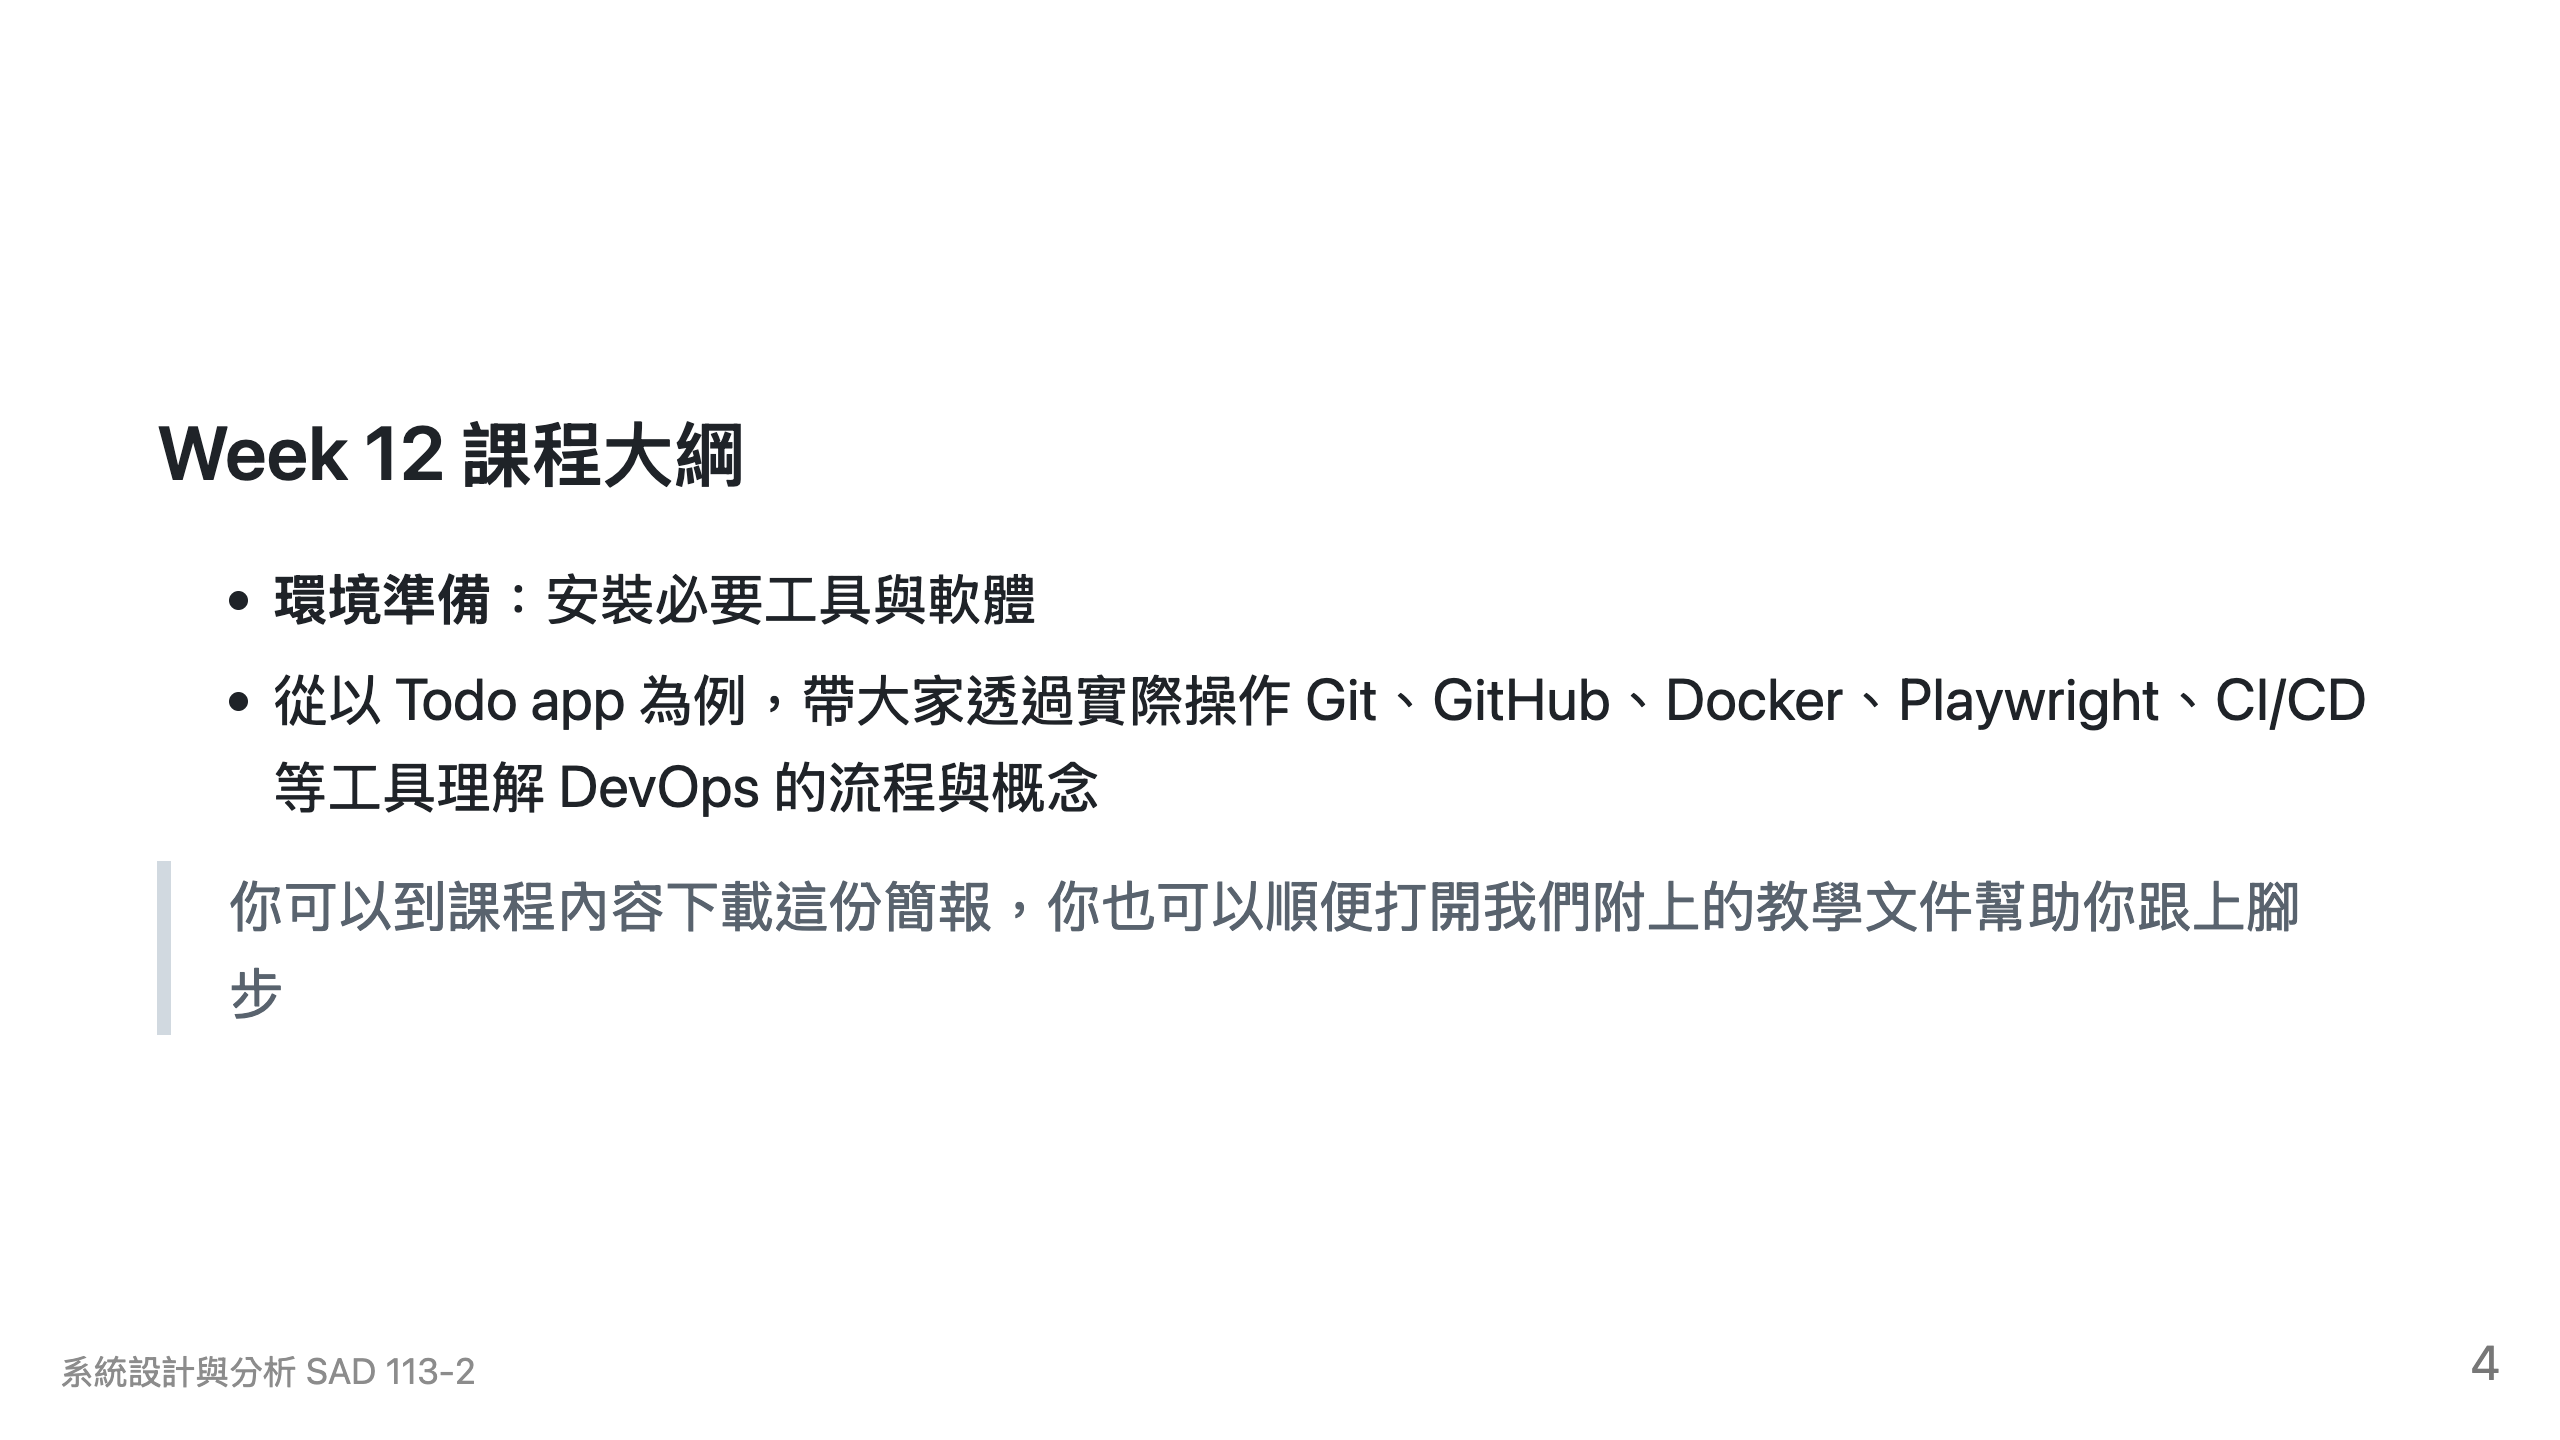 Week 12 課程大綱
• 環境準備：安裝必要工具與軟體
• 從以 Todo app 為例，帶大家透過實際操作 Git、GitHub、Docker、Playwright、CI/CD
等工具理解 DevOps 的流程與概念
你可以到課程內容下載這份簡報，你也可以順便打開我們附上的教學文件幫助你跟上腳
步
系統設計與分析 SAD 113-2
4